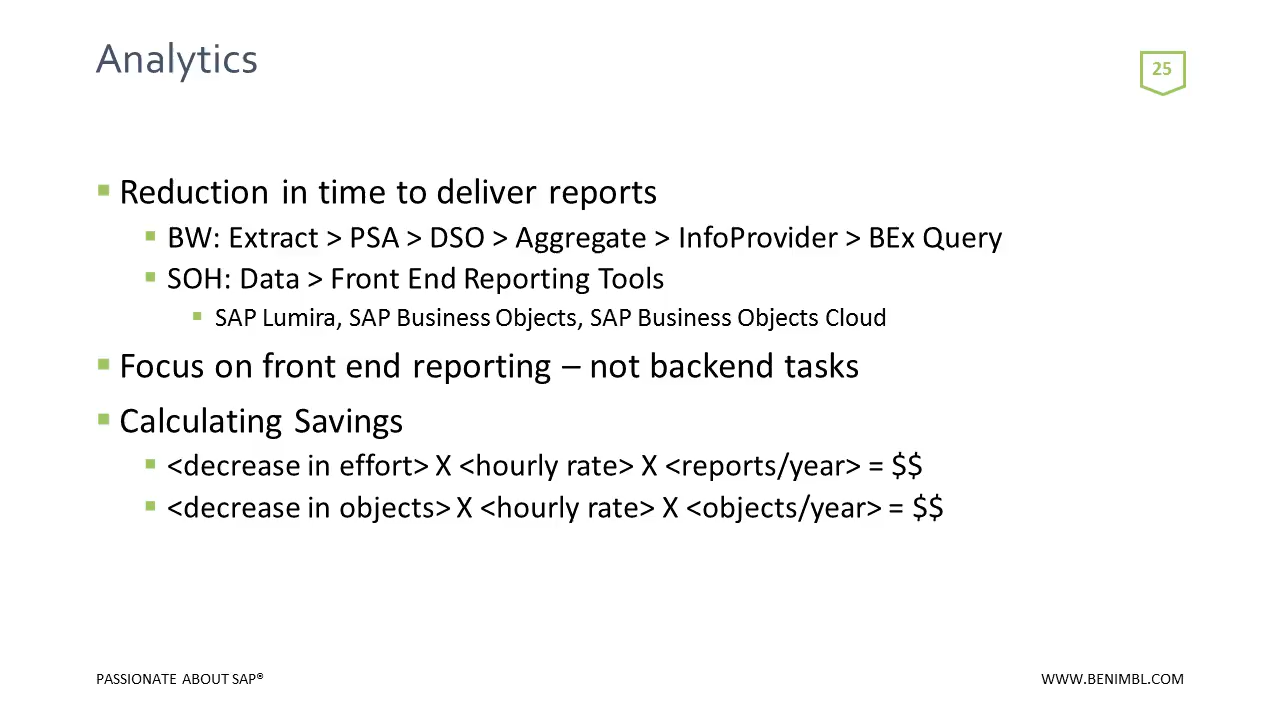 Analytics
25
Reduction in time to deliver reports
BW: Extract > PSA > DSO > Aggregate > InfoProvider > BEx Query
SOH: Data > Front End Reporting Tools
SAP Lumira, SAP Business Objects, SAP Business Objects Cloud
Focus on front end reporting – not backend tasks
Calculating Savings
<decrease in effort> X <hourly rate> X <reports/year> = $$
<decrease in objects> X <hourly rate> X <objects/year> = $$
PASSIONATE ABOUT SAP®
WWW.BENIMBL.COM